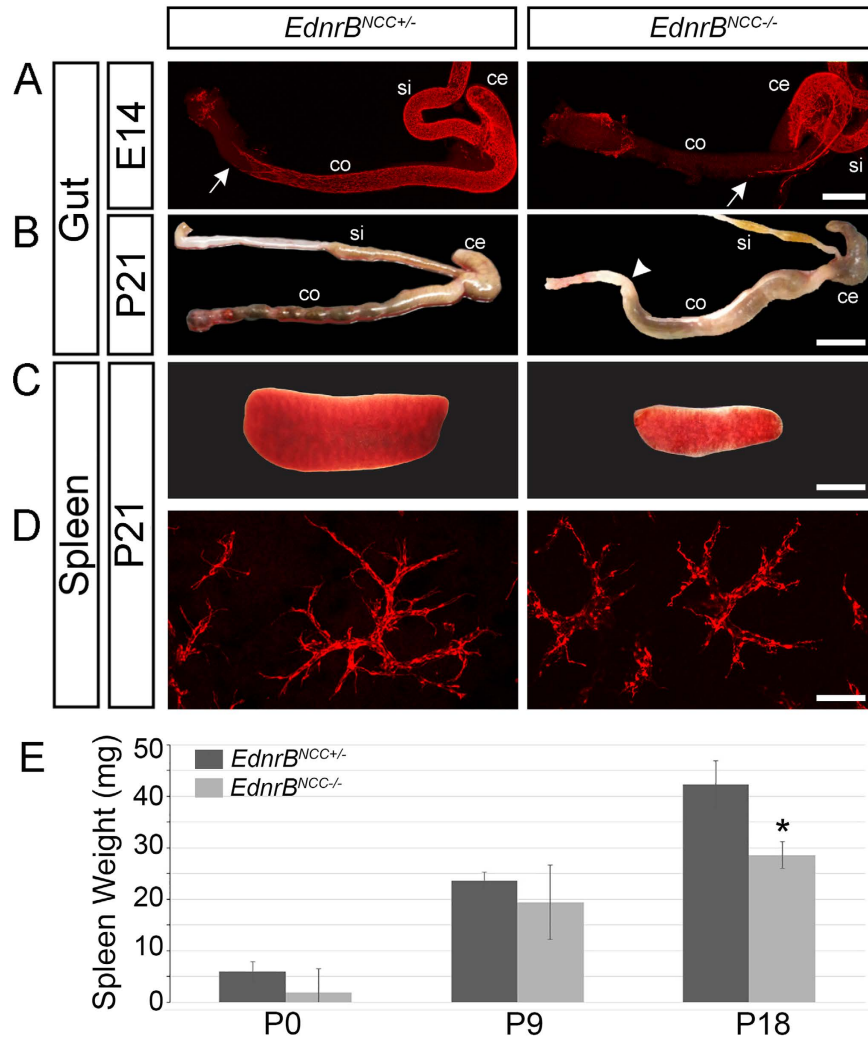 EdnrB^NCC+/-
EdnrB^NCC-/-
A
Gut
E14
si
ce
co
ce
co
si
B
P21
si
ce
co
si
co
ce
C
Spleen
P21
D
E
Spleen Weight (mg)
50
40
30
20
10
0
EdnrB^NCC+/-
EdnrB^NCC-/-
*
P0
P9
P18